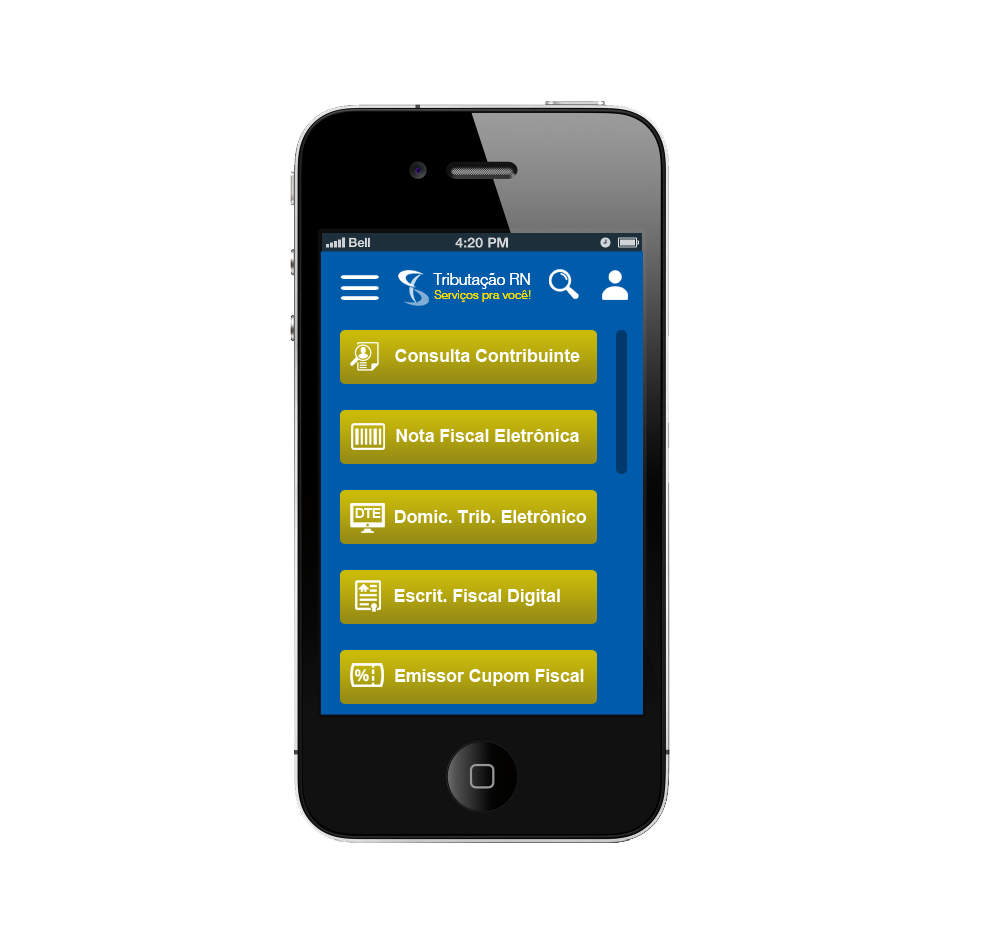 Bell
4:20 PM
Tributação RN
Serviços pra você!
Consulta Contribuinte
Nota Fiscal Eletrônica
DTE
Domic. Trib. Eletrônico
Escrit. Fiscal Digital
%
Emissor Cupom Fiscal